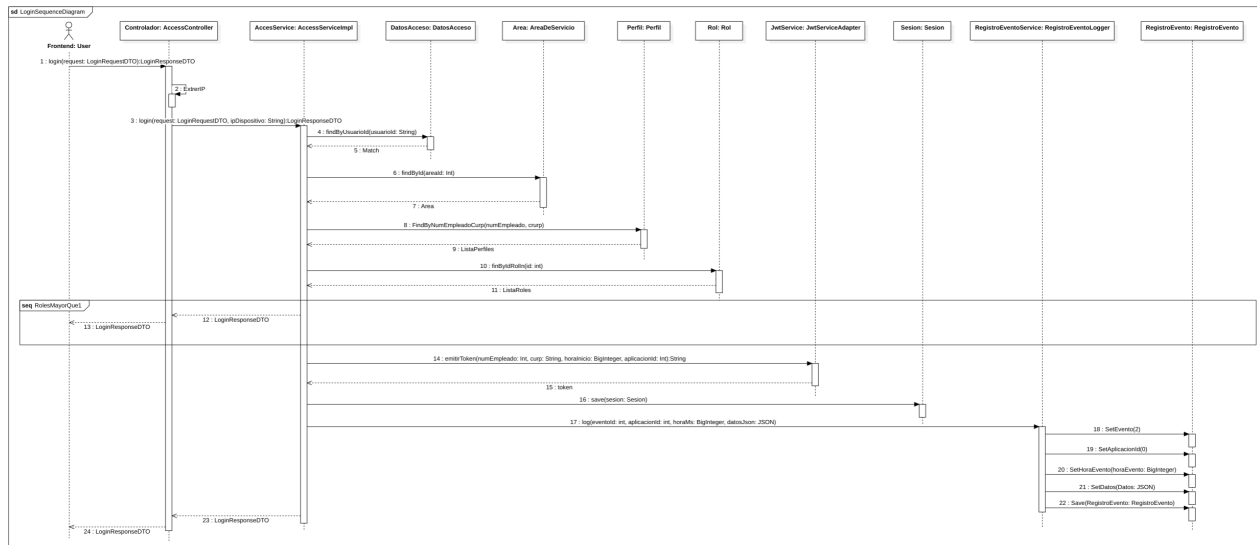 sd LoginSequenceDiagram
Frontend: User
Controlador: AccessController
AccesService: AccessServiceImpl
DatosAcceso: DatosAcceso
Area: AreaDeServicio
Perfil: Perfil
Rol: Rol
JwtService: JwtServiceAdapter
Sesion: Sesion
RegistroEventoService: RegistroEventoLogger
RegistroEvento: RegistroEvento
1 : login(request: LoginRequestDTO):LoginResponseDTO
2 : ExtrerIP
3 : login(request: LoginRequestDTO, ipDispositivo: String):LoginResponseDTO
4 : findByUsuarioId(usuarioId: String)
5 : Match
6 : findById(areaId: Int)
7 : Area
8 : FindByNumEmpleadoCurp(numEmpleado, crurp)
9 : ListaPerfiles
10 : finByIdRolIn(id: int)
11 : ListaRoles
seq RolesMayorQue1
12 : LoginResponseDTO
13 : LoginResponseDTO
14 : emitirToken(numEmpleado: Int, curp: String, horaInicio: BigInteger, aplicacionId: Int):String
15 : token
16 : save(sesion: Sesion)
17 : log(eventoId: int, aplicacionId: int, horaMs: BigInteger, datosJson: JSON)
18 : SetEvento(2)
19 : SetAplicacionId(0)
20 : SetHoraEvento(horaEvento: BigInteger)
21 : SetDatos(Datos: JSON)
22 : Save(RegistroEvento: RegistroEvento)
23 : LoginResponseDTO
24 : LoginResponseDTO